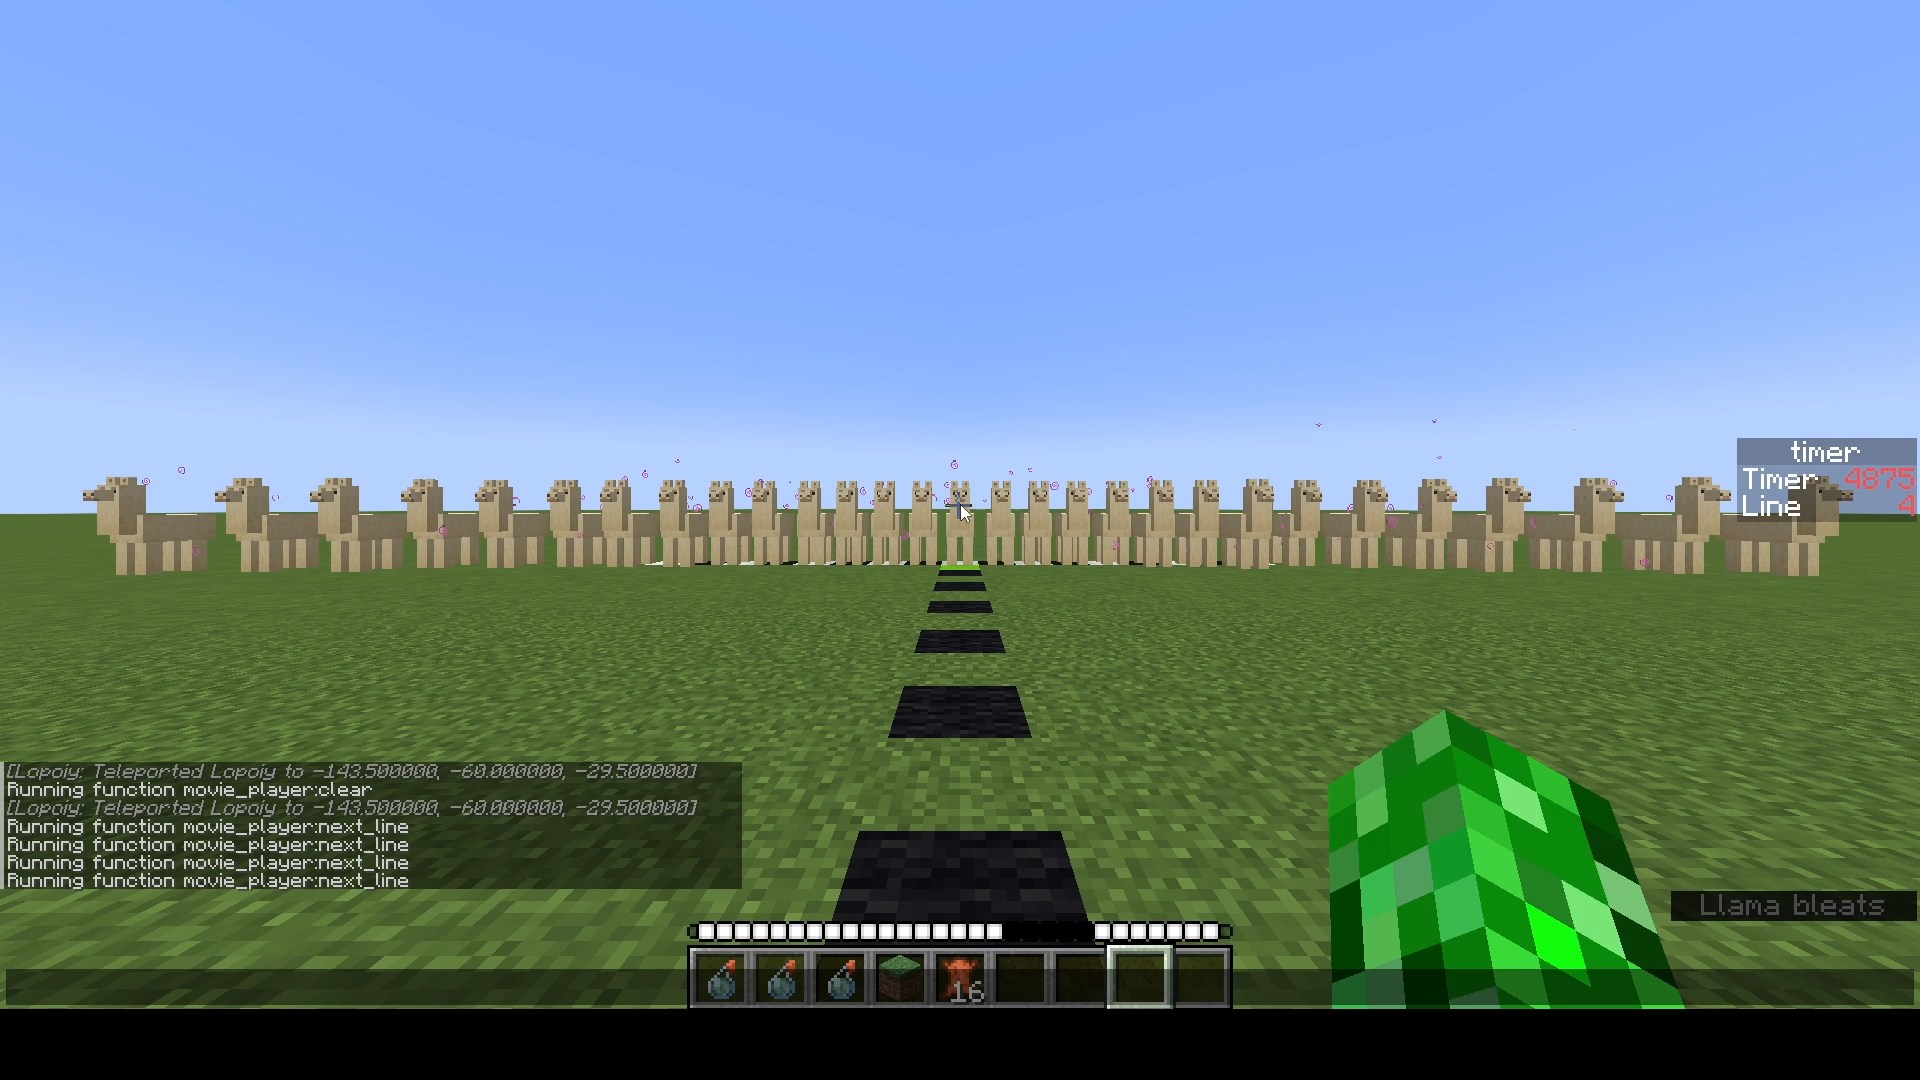 timer
Timer 4875
Line 4
[Lopoiy: Teleported Lopoiy to -143.500000, -60.000000, -29.500000]
Running function movie_player:clear
[Lopoiy: Teleported Lopoiy to -143.500000, -60.000000, -29.500000]
Running function movie_player:next_line
Running function movie_player:next_line
Running function movie_player:next_line
Running function movie_player:next_line
Llama bleats
16